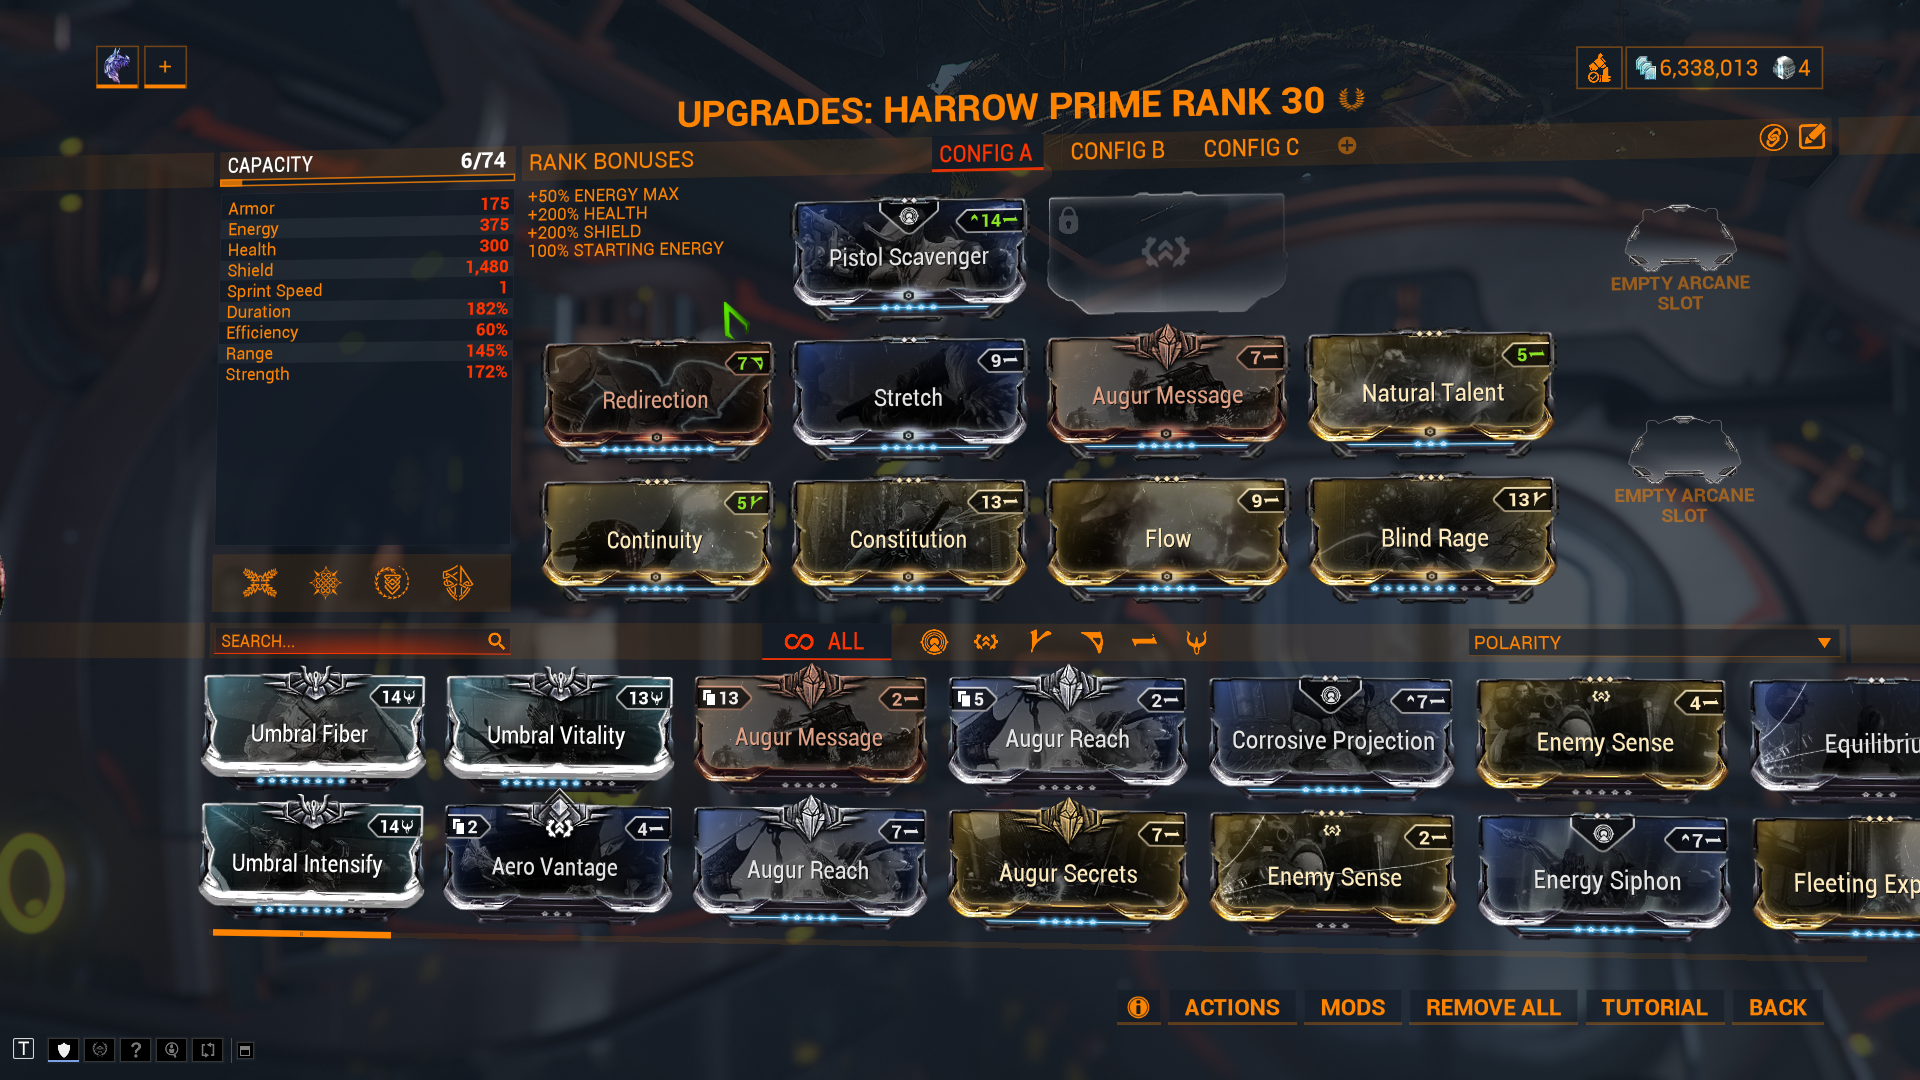 6,338,013
4
UPGRADES: HARROW PRIME RANK 30
CAPACITY 6/74
Armor 175
Energy 375
Health 300
Shield 1,480
Sprint Speed 1
Duration 182%
Efficiency 60%
Range 145%
Strength 172%
RANK BONUSES
+50% ENERGY MAX
+200% HEALTH
+200% SHIELD
100% STARTING ENERGY
CONFIG A
CONFIG B
CONFIG C
14
Pistol Scavenger
7
Redirection
9
Stretch
7
Augur Message
5
Natural Talent
5
Continuity
13
Constitution
9
Flow
13
Blind Rage
EMPTY ARCANE
SLOT
EMPTY ARCANE
SLOT
SEARCH...
ALL
POLARITY
14
Umbral Fiber
13
Umbral Vitality
13 2
Augur Message
5 2
Augur Reach
7
Corrosive Projection
4
Enemy Sense
Equilibriu
14
Umbral Intensify
2 4
Aero Vantage
7
Augur Reach
7
Augur Secrets
2
Enemy Sense
7
Energy Siphon
Fleeting Exp
ACTIONS
MODS
REMOVE ALL
TUTORIAL
BACK
T
?